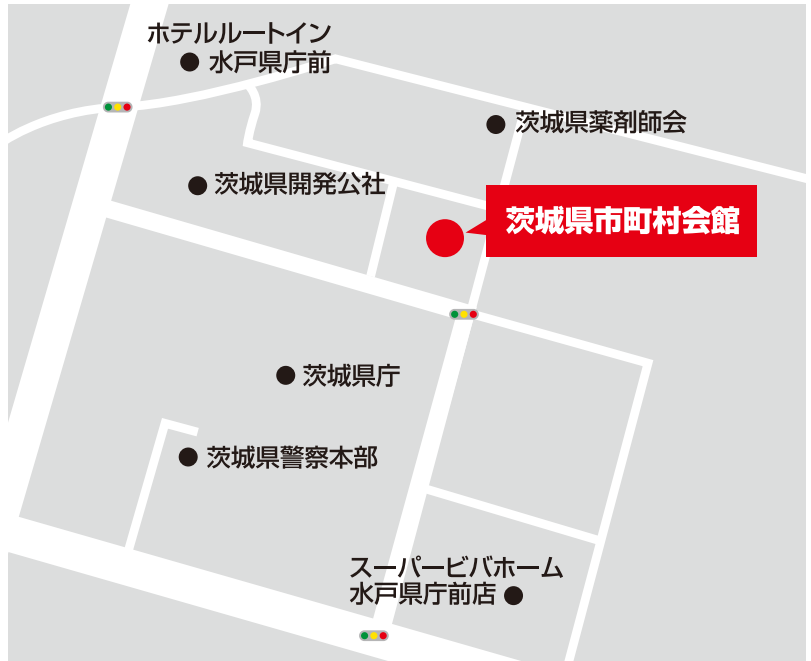 ホテルルートイン
水戸県庁前
茨城県薬剤師会
茨城県開発公社
茨城県市町村会館
茨城県庁
茨城県警察本部
スーパービバホーム
水戸県庁前店